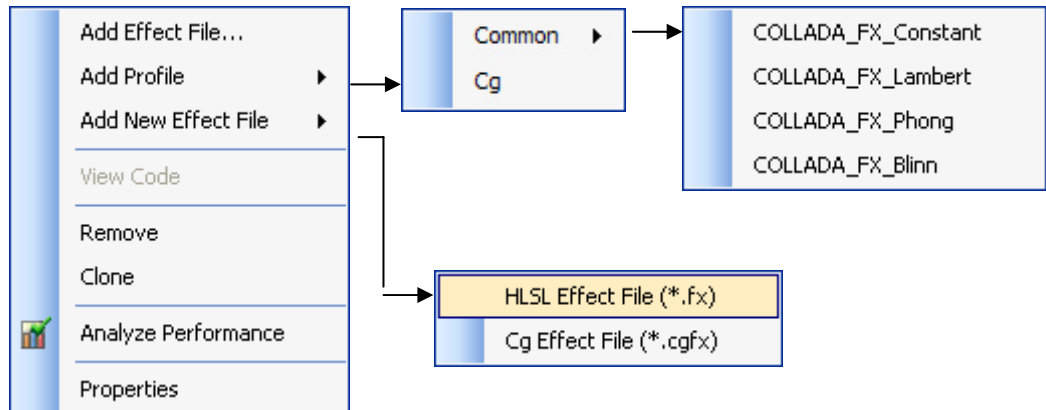 Add Effect File...
Add Profile
Add New Effect File
View Code
Remove
Clone
Analyze Performance
Properties
Common
Cg
COLLADA_FX_Constant
COLLADA_FX_Lambert
COLLADA_FX_Phong
COLLADA_FX_Blinn
HLSL Effect File (*.fx)
Cg Effect File (*.cgfx)